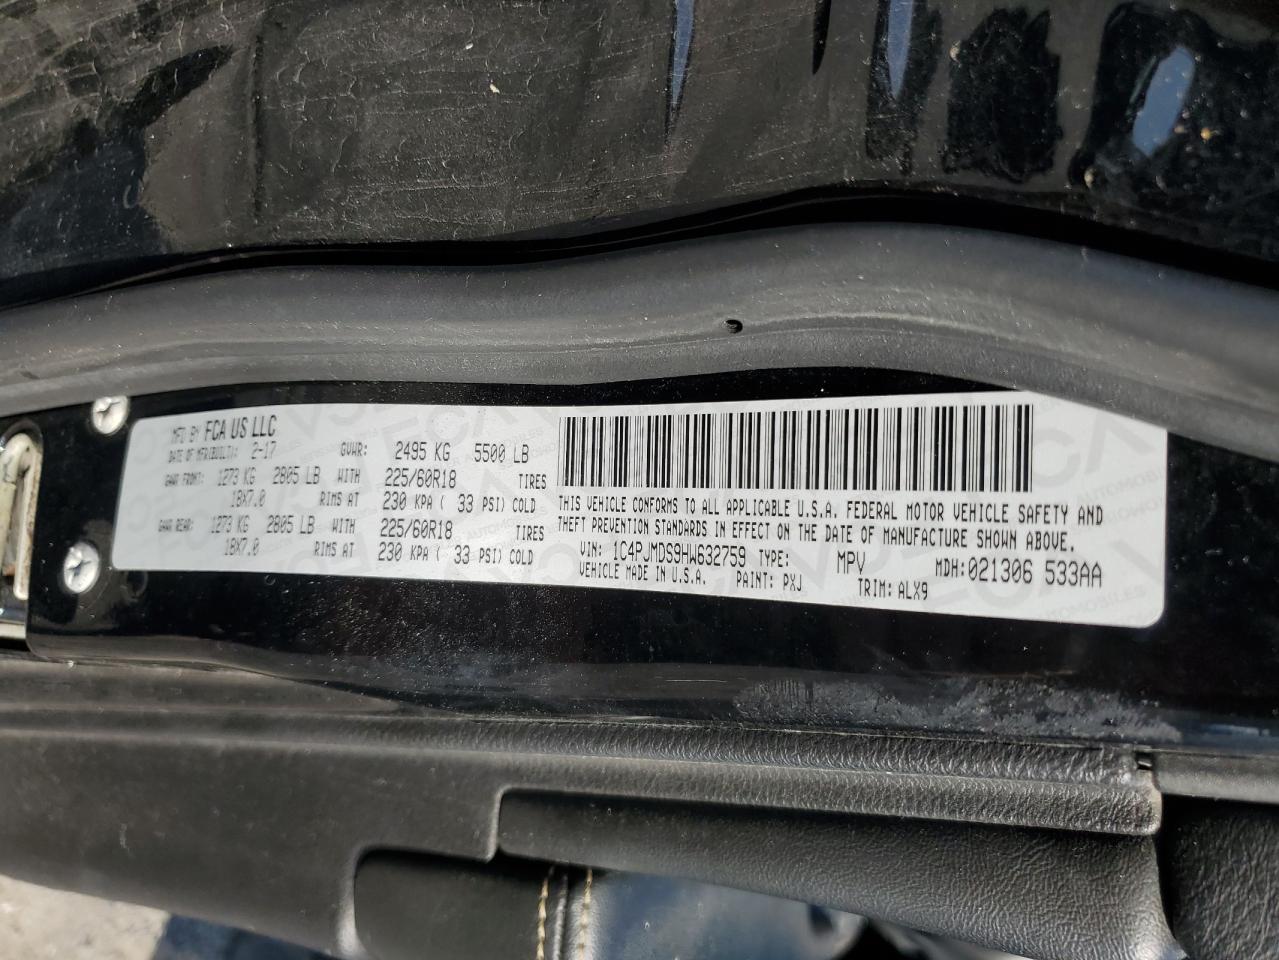 MFD BY FCA US LLC
DATE OF MFR(BUILT): 2-17 GVWR: 2495 KG 5500 LB
GAWR FRONT: 1273 KG 2805 LB WITH 225/60R18 TIRES
18X7.0 RIMS AT 230 KPA ( 33 PSI) COLD
GAWR REAR: 1273 KG 2805 LB WITH 225/60R18 TIRES
18X7.0 RIMS AT 230 KPA ( 33 PSI) COLD
THIS VEHICLE CONFORMS TO ALL APPLICABLE U.S.A. FEDERAL MOTOR VEHICLE SAFETY AND
THEFT PREVENTION STANDARDS IN EFFECT ON THE DATE OF MANUFACTURE SHOWN ABOVE.
VIN: 1C4PJMDS9HW632759 TYPE: MPV MDH:021306 533AA
VEHICLE MADE IN U.S.A. PAINT: PXJ TRIM: ALX9